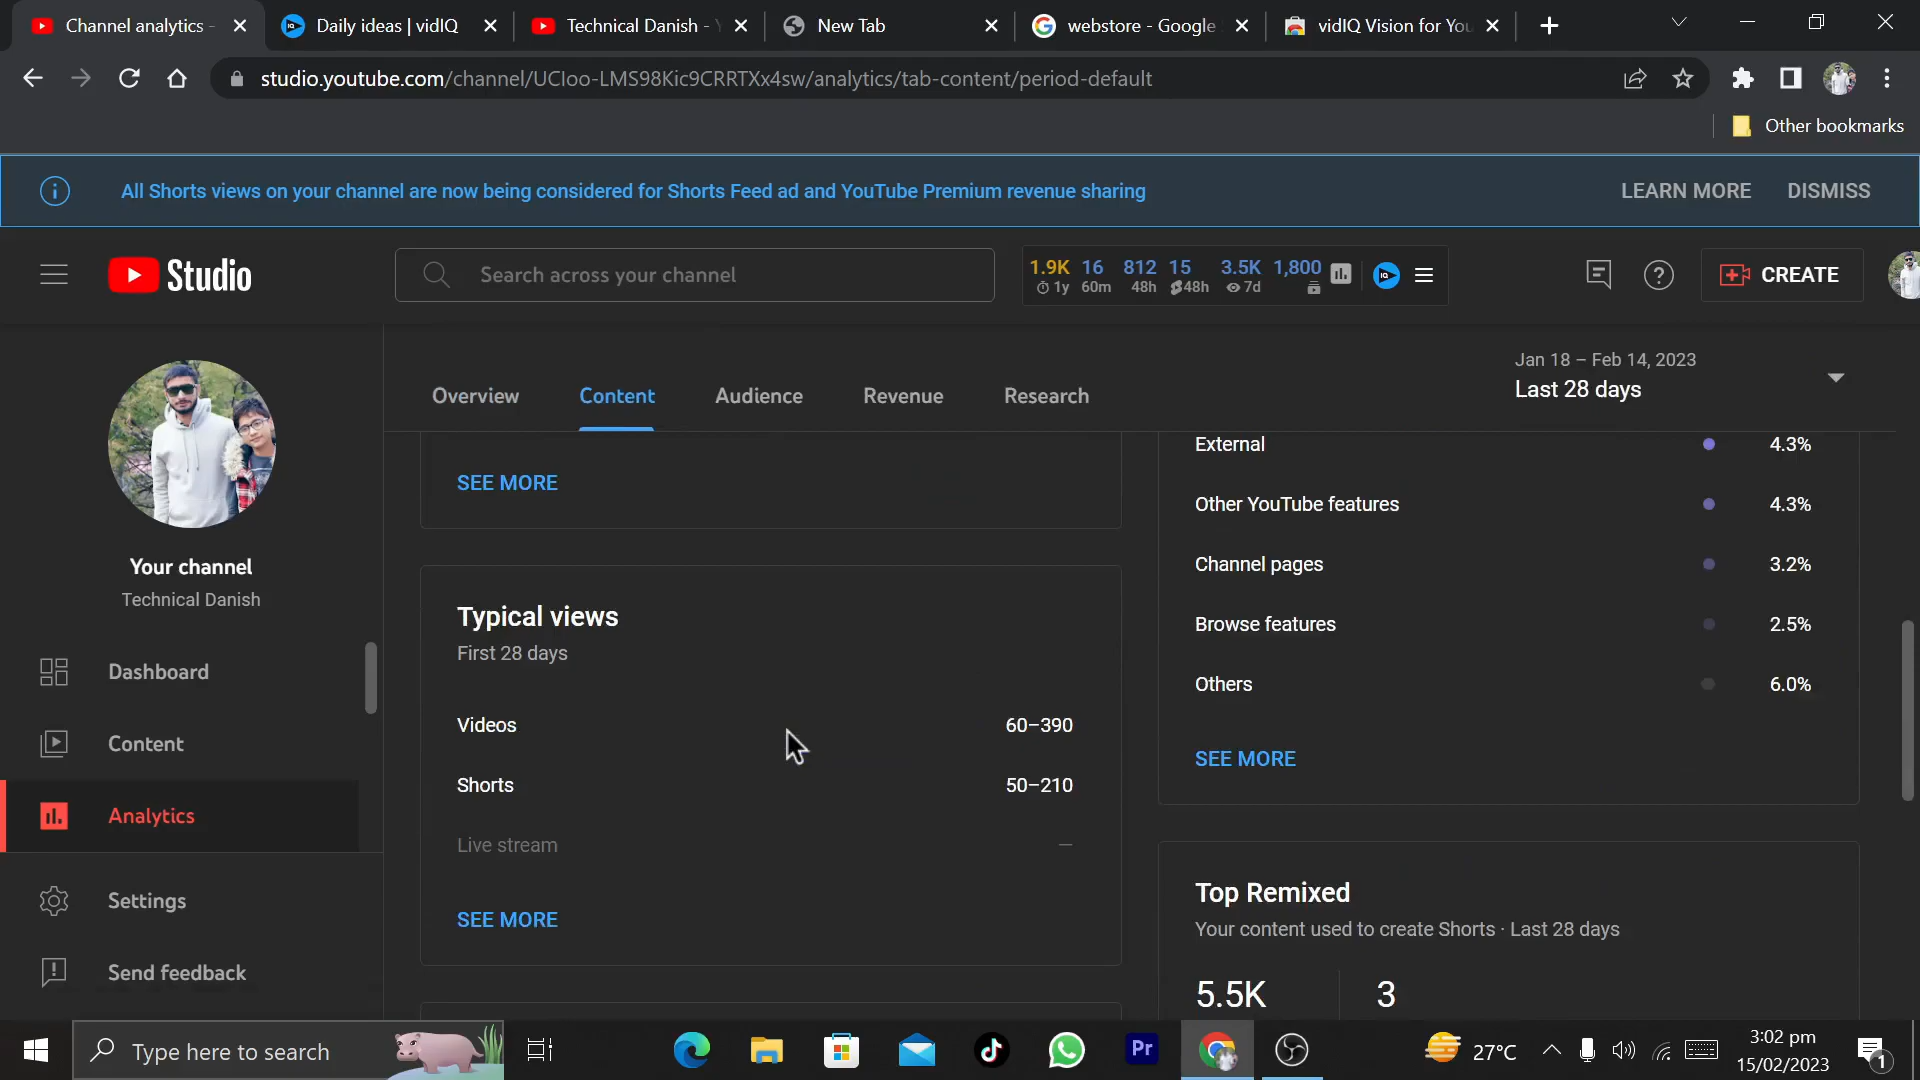 Channel analytics -
Daily ideas | vidIQ
Technical Danish -
New Tab
webstore - Google
vidIQ Vision for You
studio.youtube.com/channel/UCIoo-LMS98Kic9CRRTXx4sw/analytics/tab-content/period-default
Other bookmarks
All Shorts views on your channel are now being considered for Shorts Feed ad and YouTube Premium revenue sharing
LEARN MORE
DISMISS
Studio
Search across your channel
1.9K 16 812 15 3.5K 1,800
1y 60m 48h 48h 7d
CREATE
Overview
Content
Audience
Revenue
Research
Jan 18 – Feb 14, 2023
Last 28 days
Your channel
Technical Danish
Dashboard
Content
Analytics
Settings
Send feedback
SEE MORE
Typical views
First 28 days
Videos 60–390
Shorts 50–210
Live stream —
SEE MORE
External 4.3%
Other YouTube features 4.3%
Channel pages 3.2%
Browse features 2.5%
Others 6.0%
SEE MORE
Top Remixed
Your content used to create Shorts · Last 28 days
5.5K 3
Type here to search
Pr
27°C
3:02 pm
15/02/2023
1